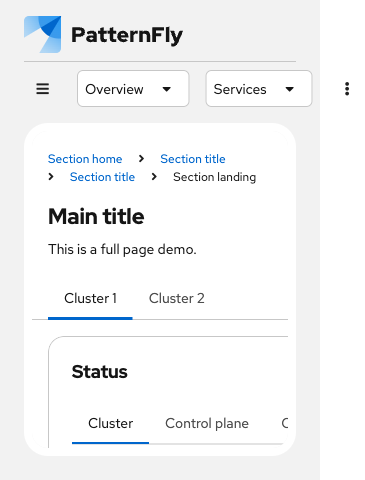 PatternFly
Overview Services
Section home Section title
Section title Section landing
Main title
This is a full page demo.
Cluster 1 Cluster 2
Status
Cluster Control plane